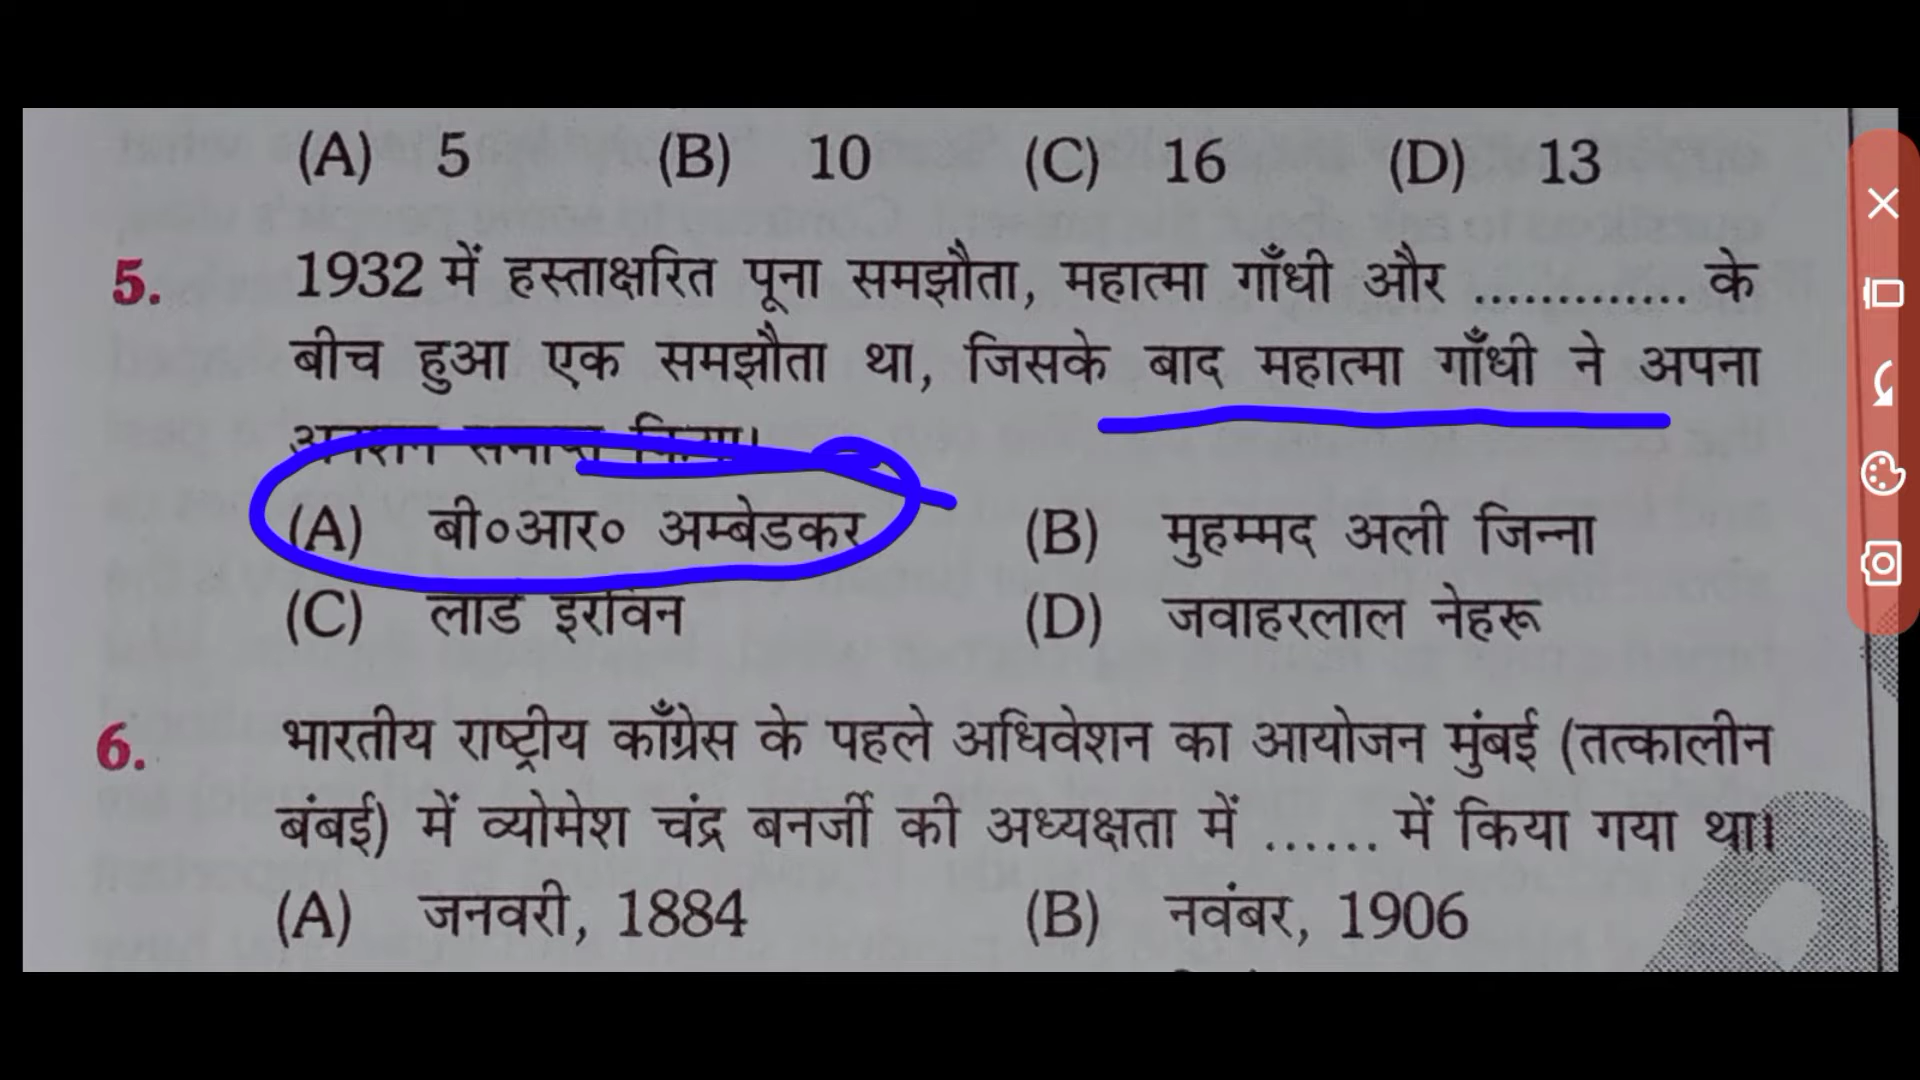 (A) 5 (B) 10 (C) 16 (D) 13
5. 1932 में हस्ताक्षरित पूना समझौता, महात्मा गाँधी और ............. के
बीच हुआ एक समझौता था, जिसके बाद महात्मा गाँधी ने अपना
अनशन समाप्त किया।
(A) बी०आर० अम्बेडकर (B) मुहम्मद अली जिन्ना
(C) लार्ड इरविन (D) जवाहरलाल नेहरू
6. भारतीय राष्ट्रीय काँग्रेस के पहले अधिवेशन का आयोजन मुंबई (तत्कालीन
बंबई) में व्योमेश चंद्र बनर्जी की अध्यक्षता में ...... में किया गया था।
(A) जनवरी, 1884 (B) नवंबर, 1906